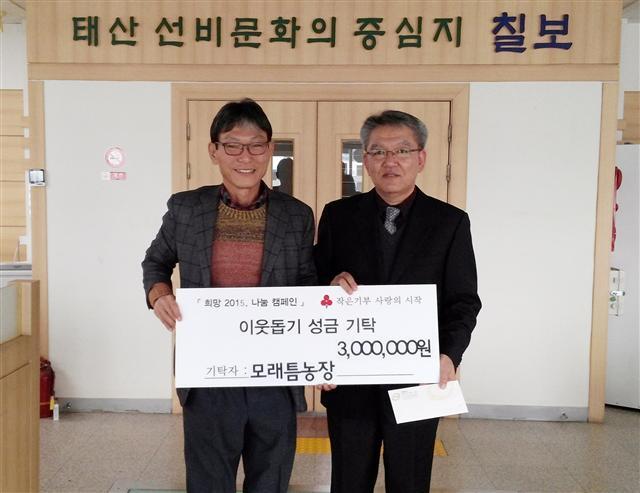 태산 선비문화의 중심지 칠보
「 희망 2015, 나눔 캠페인 」 작은기부 사랑의 시작
이웃돕기 성금 기탁
3,000,000원
기탁자 : 모래틈농장